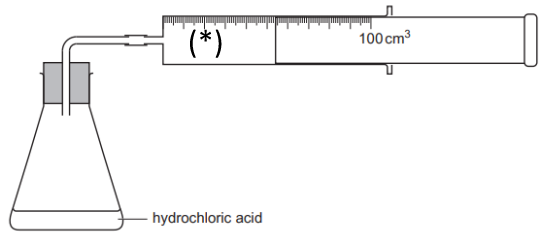 (*)
100 cm³
hydrochloric acid